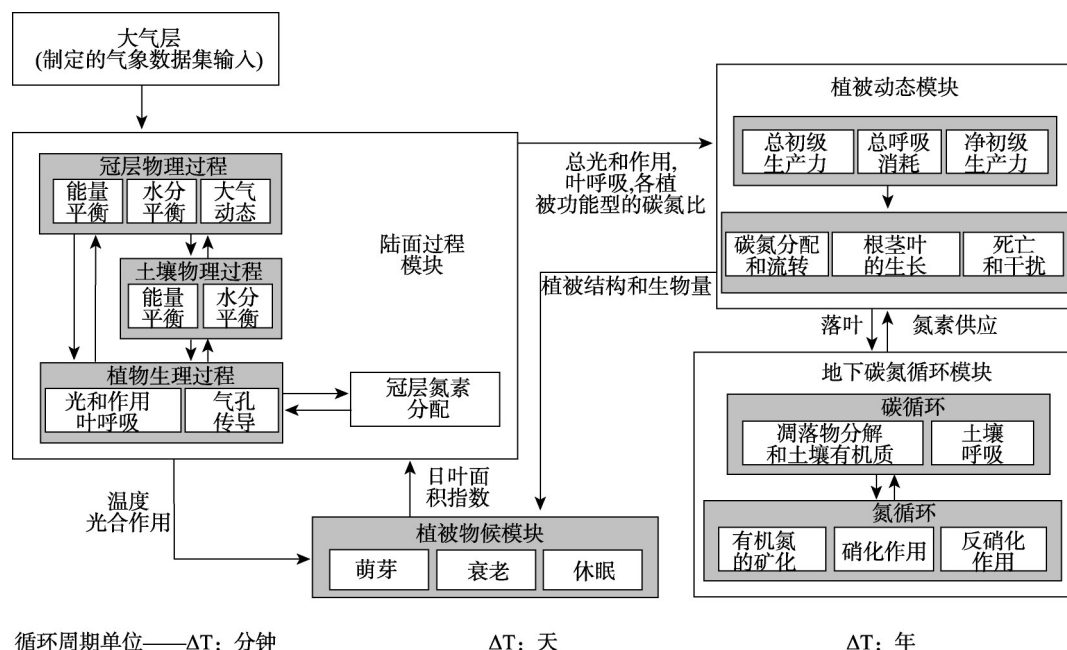 大气层
(制定的气象数据集输入)
冠层物理过程
能量
平衡
水分
平衡
大气
动态
土壤物理过程
能量
平衡
水分
平衡
植物生理过程
光和作用
叶呼吸
气孔
传导
冠层氮素
分配
陆面过程
模块
总光和作用,
叶呼吸,各植
被功能型的碳氮比
植被动态模块
总初级
生产力
总呼吸
消耗
净初级
生产力
碳氮分配
和流转
根茎叶
的生长
死亡
和干扰
植被结构和生物量
落叶
氮素供应
地下碳氮循环模块
碳循环
凋落物分解
和土壤有机质
土壤
呼吸
氮循环
有机氮
的矿化
硝化作用
反硝化
作用
温度
光合作用
日叶面
积指数
植被物候模块
萌芽
衰老
休眠
循环周期单位——ΔT：分钟
ΔT：天
ΔT：年